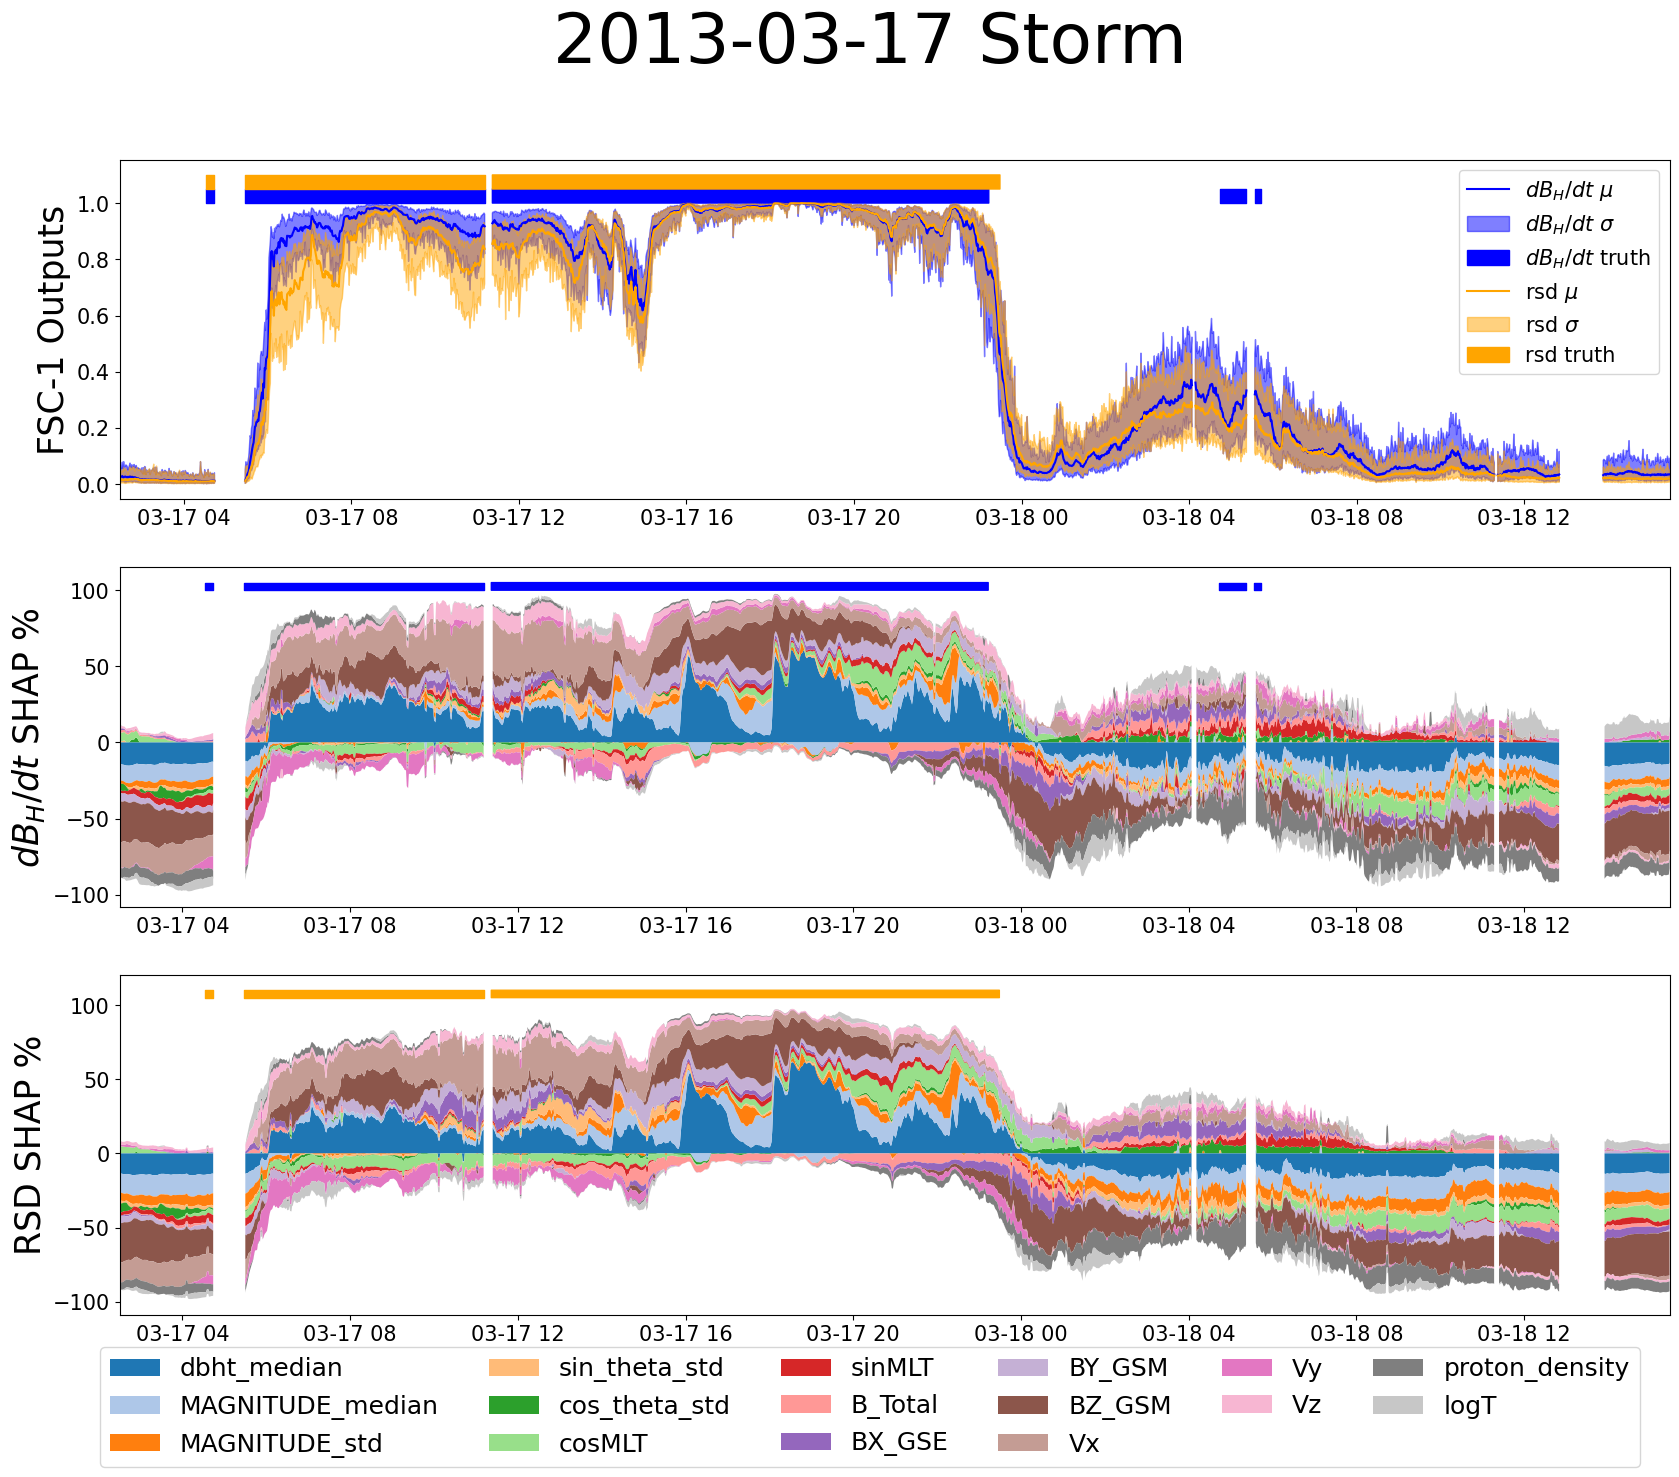 2013-03-17 Storm
FSC-1 Outputs
1.0
0.8
0.6
0.4
0.2
0.0
dB_H/dt μ
dB_H/dt σ
dB_H/dt truth
rsd μ
rsd σ
rsd truth
03-17 04 03-17 08 03-17 12 03-17 16 03-17 20 03-18 00 03-18 04 03-18 08 03-18 12
dB_H/dt SHAP %
100
50
0
−50
−100
03-17 04 03-17 08 03-17 12 03-17 16 03-17 20 03-18 00 03-18 04 03-18 08 03-18 12
RSD SHAP %
100
50
0
−50
−100
03-17 04 03-17 08 03-17 12 03-17 16 03-17 20 03-18 00 03-18 04 03-18 08 03-18 12
dbht_median sin_theta_std sinMLT BY_GSM Vy proton_density
MAGNITUDE_median cos_theta_std B_Total BZ_GSM Vz logT
MAGNITUDE_std cosMLT BX_GSE Vx